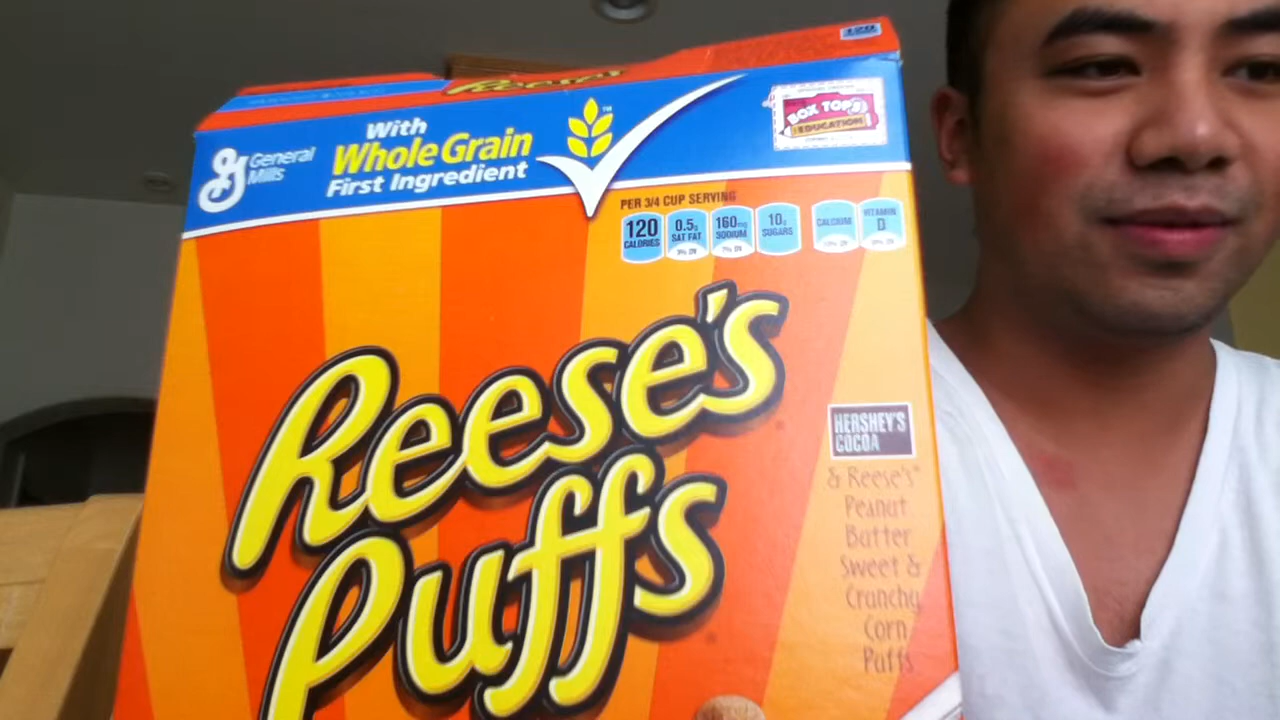 Reese's
General Mills
With
Whole Grain
First Ingredient
TM
BOX TOPS
EDUCATION
PER 3/4 CUP SERVING
120 CALORIES
0.5g SAT FAT
160mg SODIUM
10g SUGARS
CALCIUM
VITAMIN D
Reese's
Puffs
HERSHEY'S
COCOA
& Reese's®
Peanut
Butter
Sweet &
Crunchy
Corn
Puffs